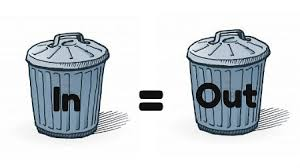 In = Out